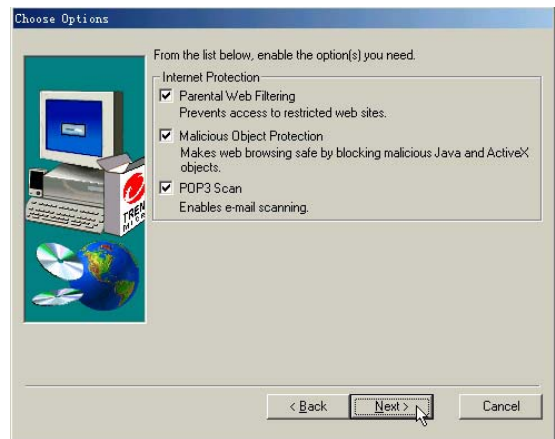 Choose Options
From the list below, enable the option(s) you need.
Internet Protection
Parental Web Filtering
Prevents access to restricted web sites.
Malicious Object Protection
Makes web browsing safe by blocking malicious Java and ActiveX
objects.
POP3 Scan
Enables e-mail scanning.
TREN
MICR
< Back
Next >
Cancel